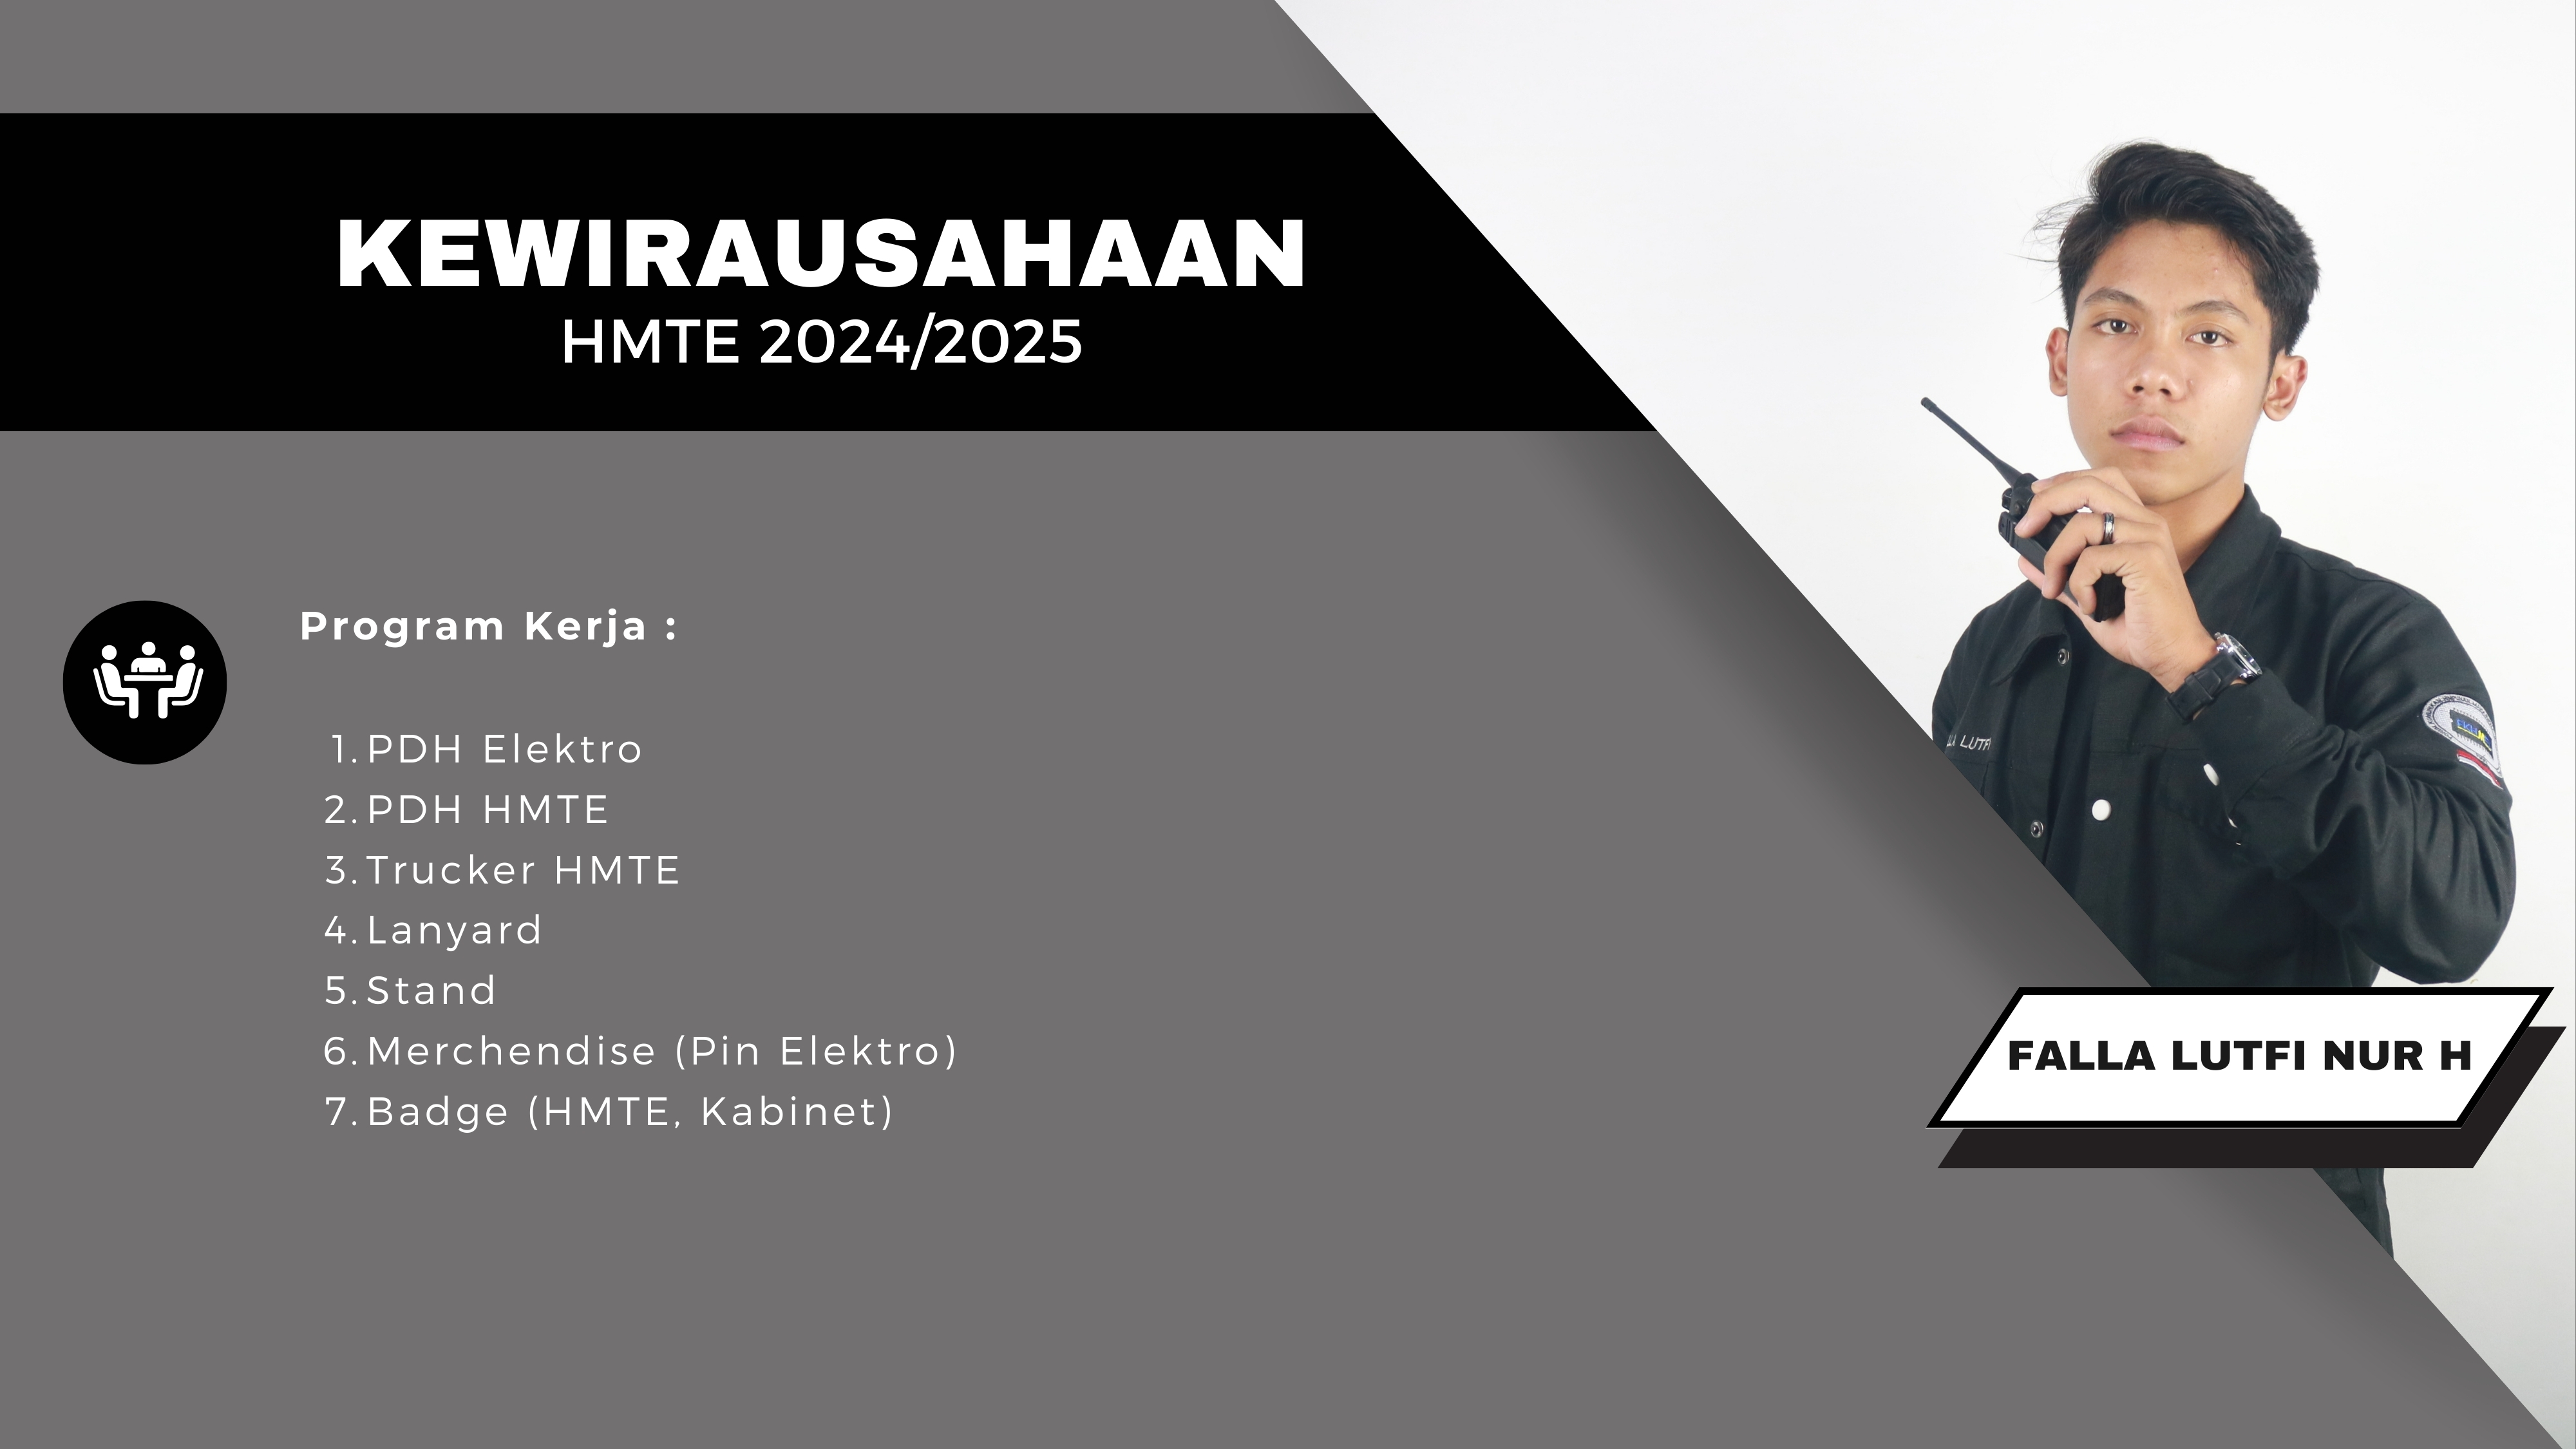 KEWIRAUSAHAAN
HMTE 2024/2025
Program Kerja :
1. PDH Elektro
2. PDH HMTE
3. Trucker HMTE
4. Lanyard
5. Stand
6. Merchendise (Pin Elektro)
7. Badge (HMTE, Kabinet)
LUTFI
FALLA LUTFI NUR H